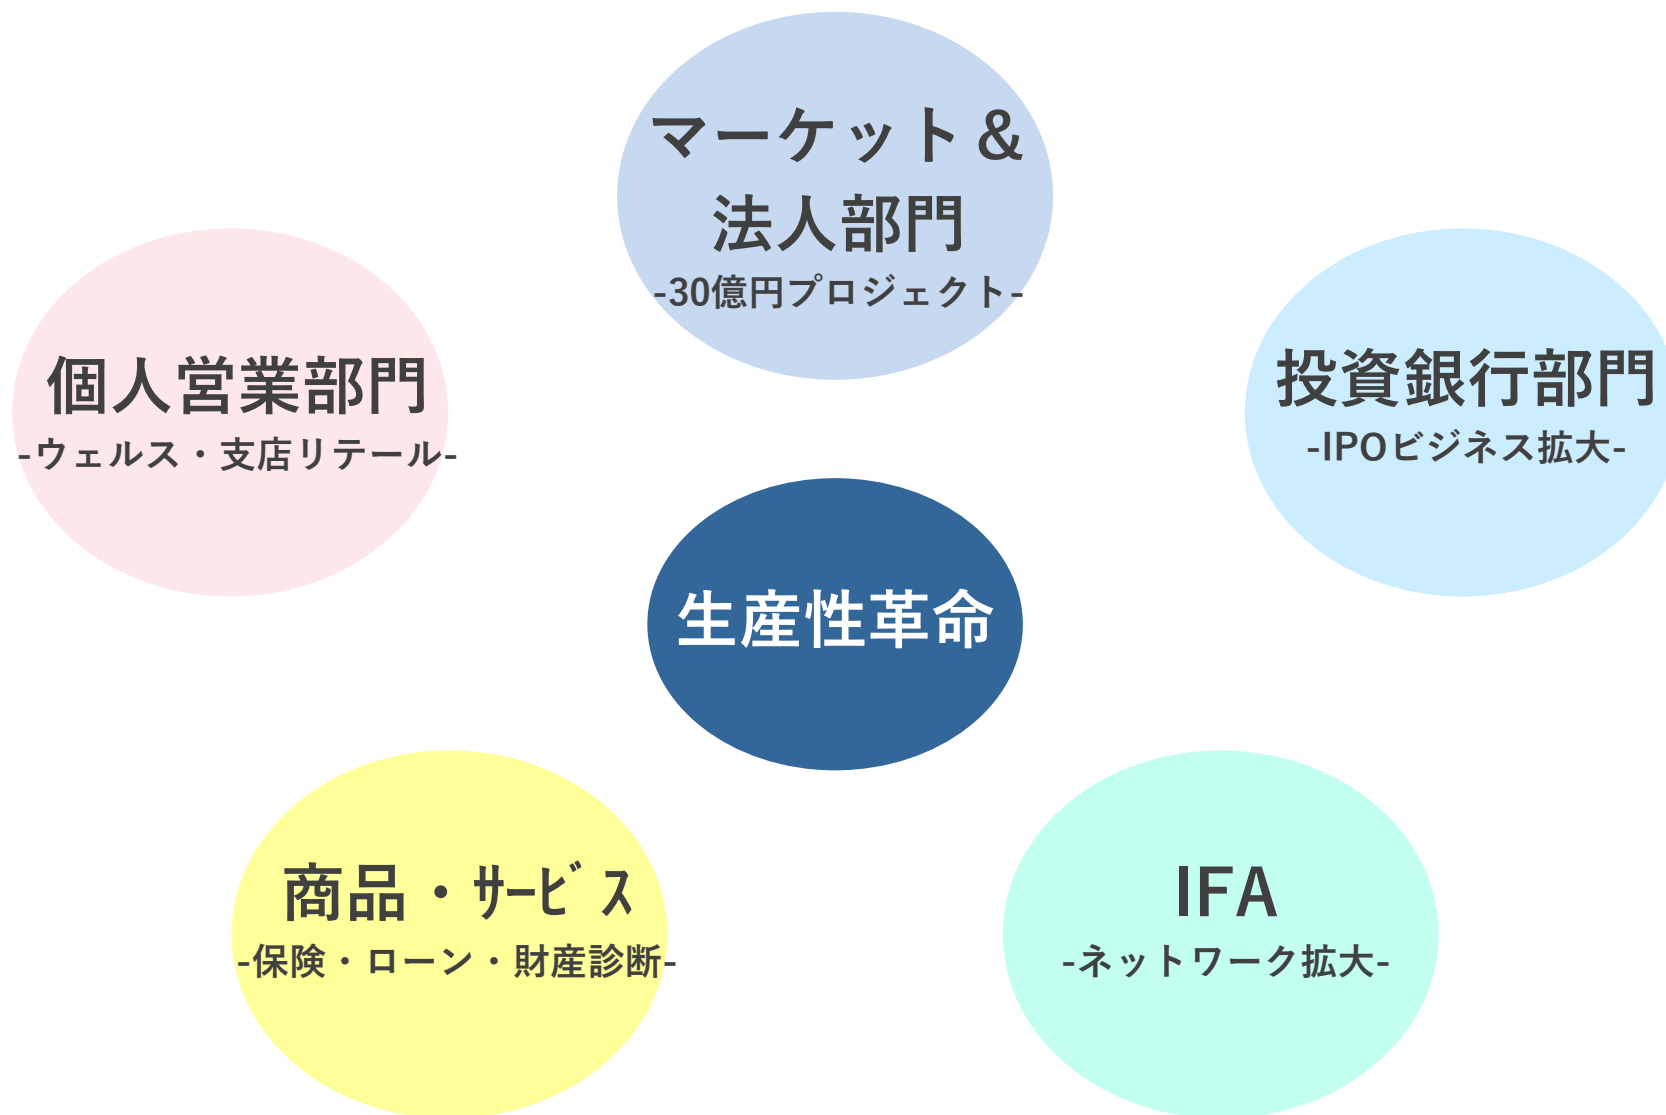 マーケット＆
法人部門
-30億円プロジェクト-
個人営業部門
-ウェルス・支店リテール-
投資銀行部門
-IPOビジネス拡大-
生産性革命
商品・ｻｰﾋﾞｽ
-保険・ローン・財産診断-
IFA
-ネットワーク拡大-